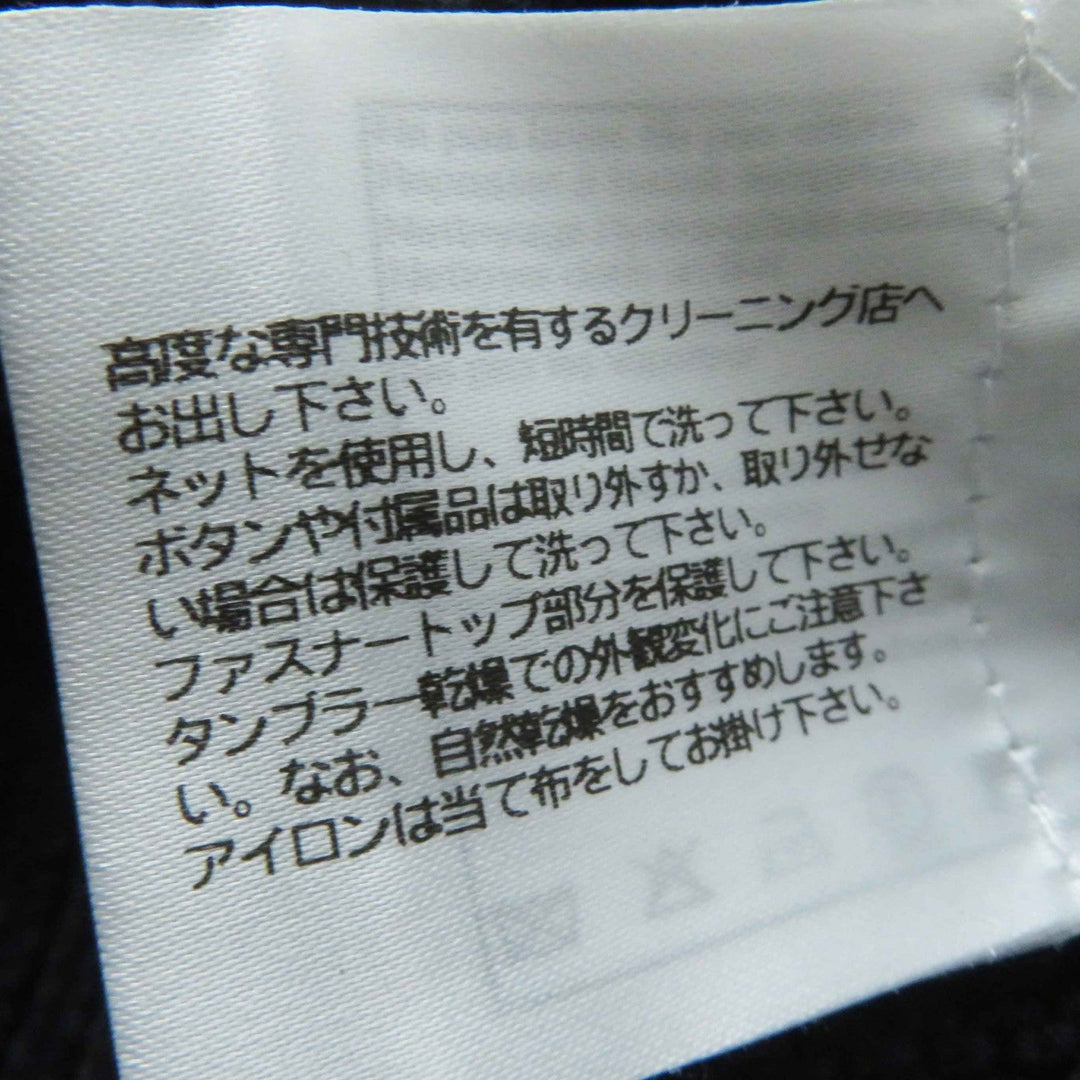 高度な専門技術を有するクリーニング店へ
お出し下さい。
ネットを使用し、短時間で洗って下さい。
ボタンや付属品は取り外すか、取り外せな
い場合は保護して洗って下さい。
ファスナートップ部分を保護して下さい。
タンブラー乾燥での外観変化にご注意下さ
い。なお、自然乾燥をおすすめします。
アイロンは当て布をしてお掛け下さい。